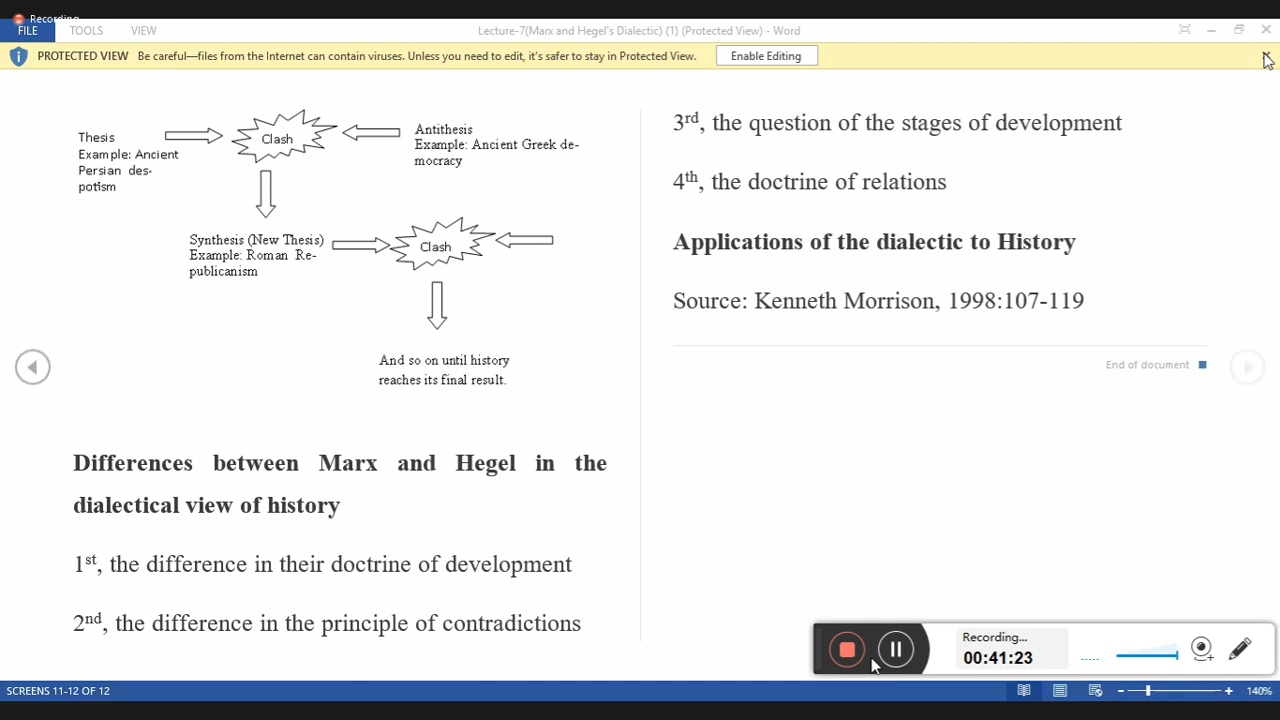 Recording
FILE TOOLS VIEW
Lecture-7(Marx and Hegel's Dialectic) (1) (Protected View) - Word
PROTECTED VIEW Be careful—files from the Internet can contain viruses. Unless you need to edit, it's safer to stay in Protected View. Enable Editing
Thesis
Example: Ancient
Persian des-
potism
Clash
Antithesis
Example: Ancient Greek de-
mocracy
Synthesis (New Thesis)
Example: Roman Re-
publicanism
Clash
And so on until history
reaches its final result.
Differences between Marx and Hegel in the
dialectical view of history
1st, the difference in their doctrine of development
2nd, the difference in the principle of contradictions
3rd, the question of the stages of development
4th, the doctrine of relations
Applications of the dialectic to History
Source: Kenneth Morrison, 1998:107-119
End of document
Recording...
00:41:23
SCREENS 11-12 OF 12
140%